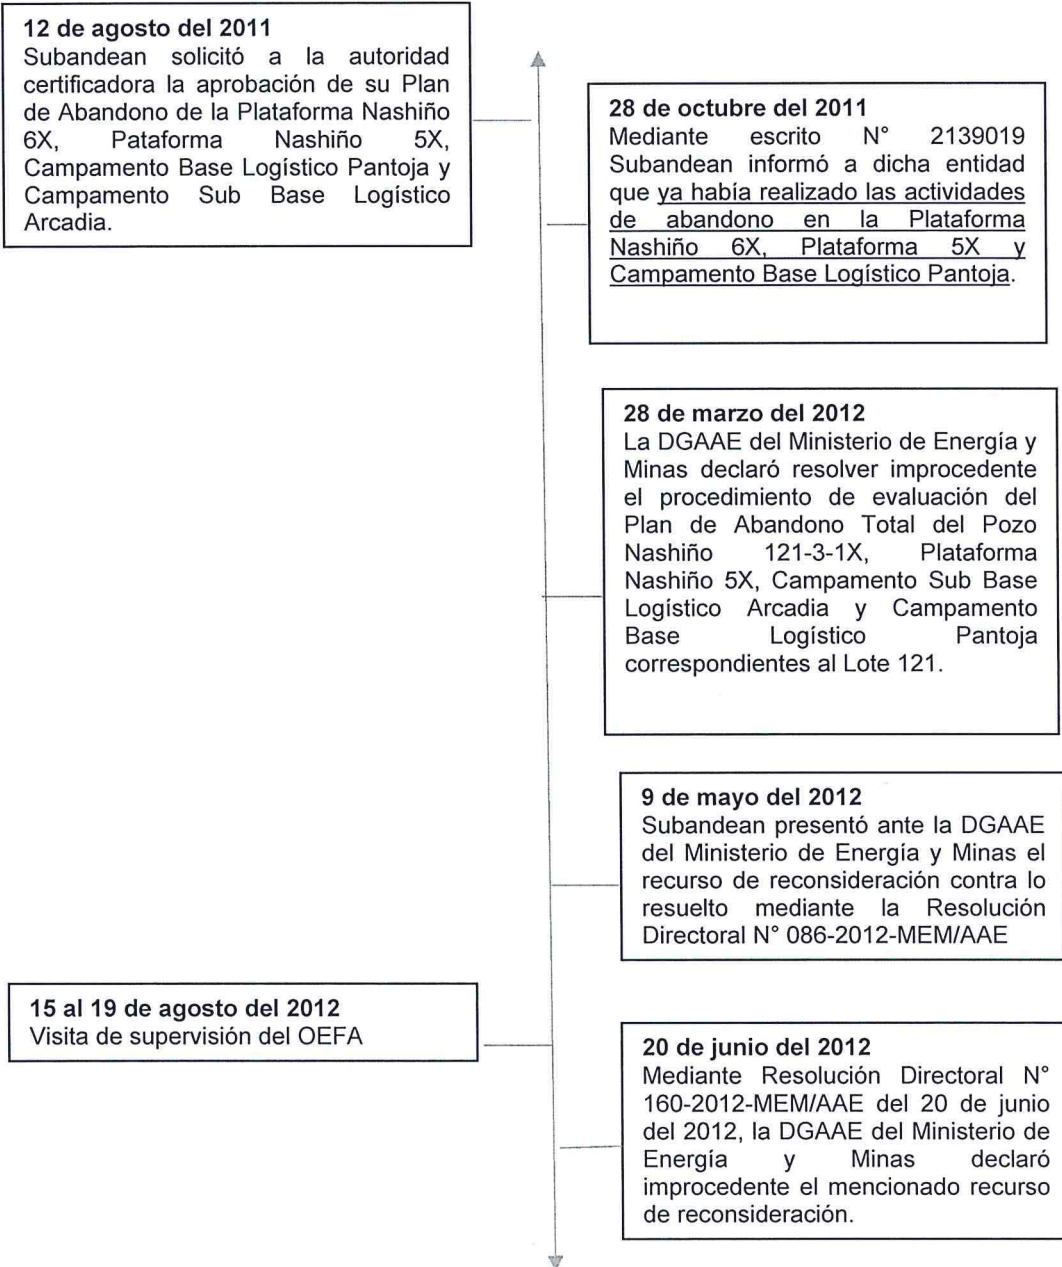 12 de agosto del 2011
Subandean solicitó a la autoridad
certificadora la aprobación de su Plan
de Abandono de la Plataforma Nashiño
6X, Pataforma Nashiño 5X,
Campamento Base Logístico Pantoja y
Campamento Sub Base Logístico
Arcadia.
28 de octubre del 2011
Mediante escrito N° 2139019
Subandean informó a dicha entidad
que ya había realizado las actividades
de abandono en la Plataforma
Nashiño 6X, Plataforma 5X y
Campamento Base Logístico Pantoja.
28 de marzo del 2012
La DGAAE del Ministerio de Energía y
Minas declaró resolver improcedente
el procedimiento de evaluación del
Plan de Abandono Total del Pozo
Nashiño 121-3-1X, Plataforma
Nashiño 5X, Campamento Sub Base
Logístico Arcadia y Campamento
Base Logístico Pantoja
correspondientes al Lote 121.
9 de mayo del 2012
Subandean presentó ante la DGAAE
del Ministerio de Energía y Minas el
recurso de reconsideración contra lo
resuelto mediante la Resolución
Directoral N° 086-2012-MEM/AAE
15 al 19 de agosto del 2012
Visita de supervisión del OEFA
20 de junio del 2012
Mediante Resolución Directoral N°
160-2012-MEM/AAE del 20 de junio
del 2012, la DGAAE del Ministerio de
Energía y Minas declaró
improcedente el mencionado recurso
de reconsideración.